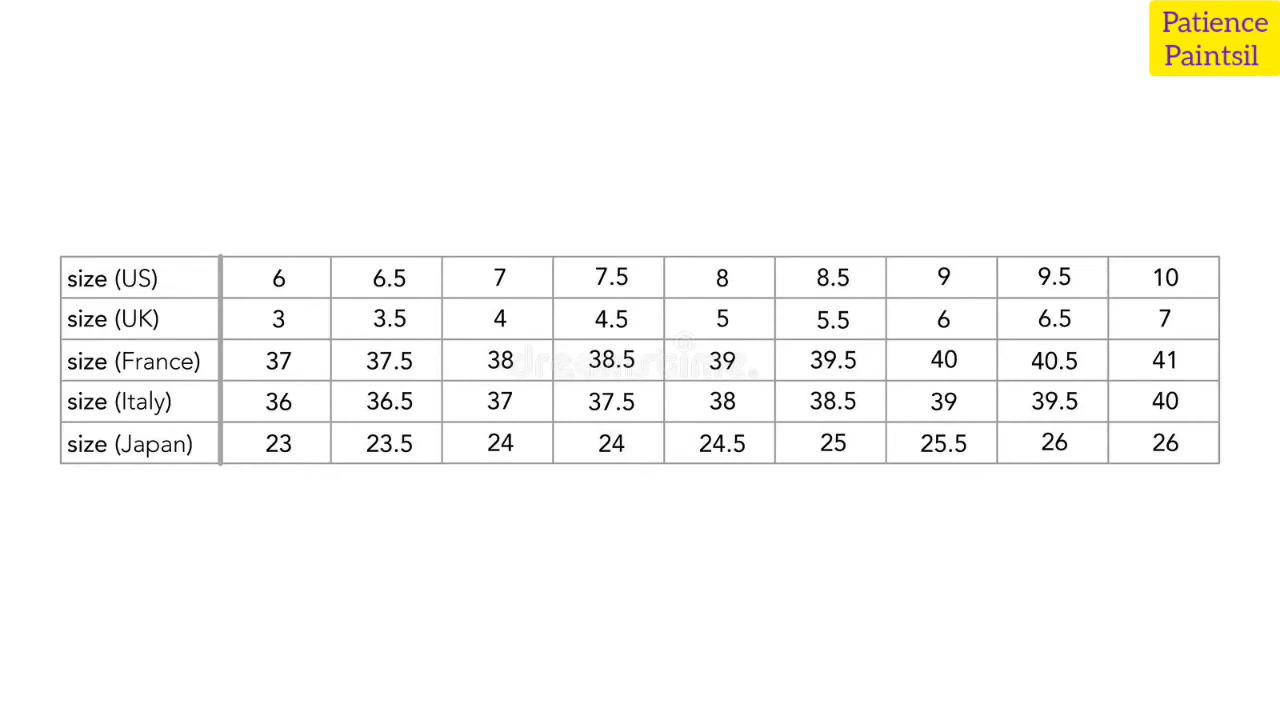 Patience
Paintsil
size (US) 6 6.5 7 7.5 8 8.5 9 9.5 10
size (UK) 3 3.5 4 4.5 5 5.5 6 6.5 7
size (France) 37 37.5 38 38.5 39 39.5 40 40.5 41
size (Italy) 36 36.5 37 37.5 38 38.5 39 39.5 40
size (Japan) 23 23.5 24 24 24.5 25 25.5 26 26
dreamstime.